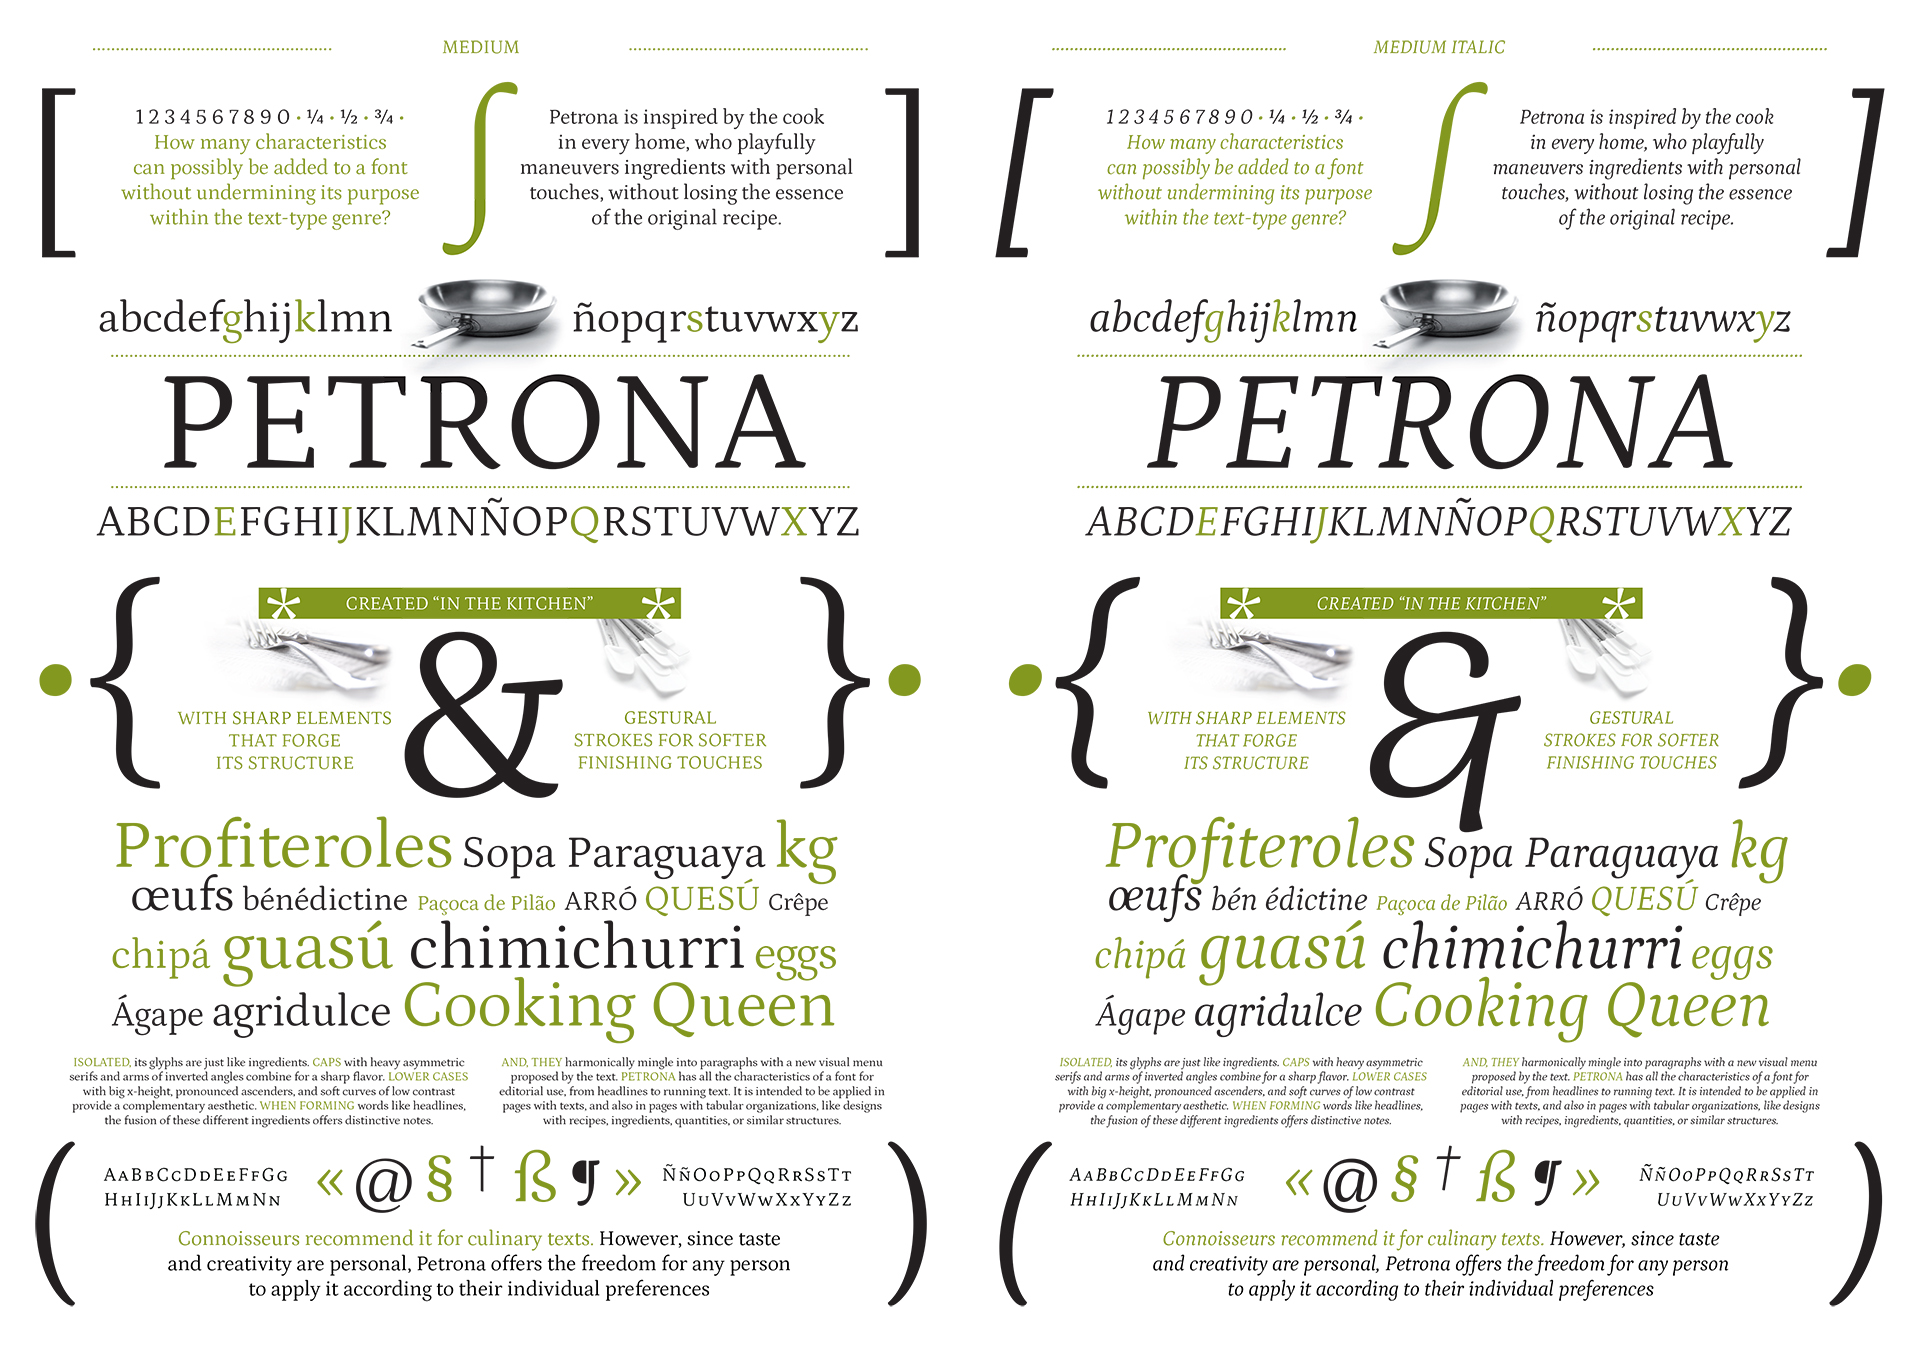 MEDIUM
1 2 3 4 5 6 7 8 9 0 · ¼ · ½ · ¾ ·
How many characteristics
can possibly be added to a font
without undermining its purpose
within the text-type genre?
Petrona is inspired by the cook
in every home, who playfully
maneuvers ingredients with personal
touches, without losing the essence
of the original recipe.
abcdefghijklmn ñopqrstuvwxyz
PETRONA
ABCDEFGHIJKLMNÑOPQRSTUVWXYZ
* CREATED “IN THE KITCHEN” *
WITH SHARP ELEMENTS
THAT FORGE
ITS STRUCTURE
&
GESTURAL
STROKES FOR SOFTER
FINISHING TOUCHES
Profiteroles Sopa Paraguaya kg
œufs bénédictine Paçoca de Pilão ARRÓ QUESÚ Crêpe
chipá guasú chimichurri eggs
Ágape agridulce Cooking Queen
ISOLATED, its glyphs are just like ingredients. CAPS with heavy asymmetric
serifs and arms of inverted angles combine for a sharp flavor. LOWER CASES
with big x-height, pronounced ascenders, and soft curves of low contrast
provide a complementary aesthetic. WHEN FORMING words like headlines,
the fusion of these different ingredients offers distinctive notes.
AND, THEY harmonically mingle into paragraphs with a new visual menu
proposed by the text. PETRONA has all the characteristics of a font for
editorial use, from headlines to running text. It is intended to be applied in
pages with texts, and also in pages with tabular organizations, like designs
with recipes, ingredients, quantities, or similar structures.
AaBbCcDdEeFfGg
HhIiJjKkLlMmNn
« @ § † ß ¶ »
ÑñOoPpQqRrSsTt
UuVvWwXxYyZz
Connoisseurs recommend it for culinary texts. However, since taste
and creativity are personal, Petrona offers the freedom for any person
to apply it according to their individual preferences
MEDIUM ITALIC
1 2 3 4 5 6 7 8 9 0 · ¼ · ½ · ¾ ·
How many characteristics
can possibly be added to a font
without undermining its purpose
within the text-type genre?
Petrona is inspired by the cook
in every home, who playfully
maneuvers ingredients with personal
touches, without losing the essence
of the original recipe.
abcdefghijklmn ñopqrstuvwxyz
PETRONA
ABCDEFGHIJKLMNÑOPQRSTUVWXYZ
* CREATED “IN THE KITCHEN” *
WITH SHARP ELEMENTS
THAT FORGE
ITS STRUCTURE
&
GESTURAL
STROKES FOR SOFTER
FINISHING TOUCHES
Profiteroles Sopa Paraguaya kg
œufs bén édictine Paçoca de Pilão ARRÓ QUESÚ Crêpe
chipá guasú chimichurri eggs
Ágape agridulce Cooking Queen
ISOLATED, its glyphs are just like ingredients. CAPS with heavy asymmetric
serifs and arms of inverted angles combine for a sharp flavor. LOWER CASES
with big x-height, pronounced ascenders, and soft curves of low contrast
provide a complementary aesthetic. WHEN FORMING words like headlines,
the fusion of these different ingredients offers distinctive notes.
AND, THEY harmonically mingle into paragraphs with a new visual menu
proposed by the text. PETRONA has all the characteristics of a font for
editorial use, from headlines to running text. It is intended to be applied in
pages with texts, and also in pages with tabular organizations, like designs
with recipes, ingredients, quantities, or similar structures.
AaBbCcDdEeFfGg
HhIiJjKkLlMmNn
« @ § † ß ¶ »
ÑñOoPpQqRrSsTt
UuVvWwXxYyZz
Connoisseurs recommend it for culinary texts. However, since taste
and creativity are personal, Petrona offers the freedom for any person
to apply it according to their individual preferences